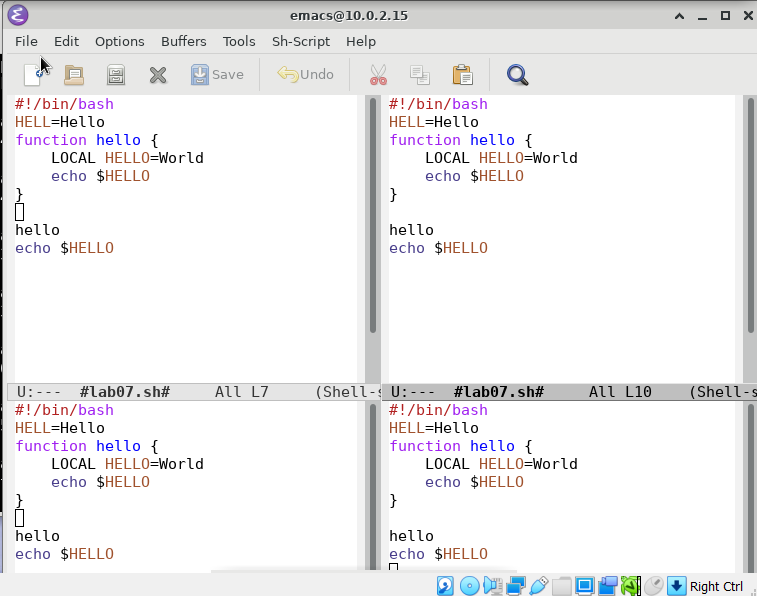 emacs@10.0.2.15
File Edit Options Buffers Tools Sh-Script Help
Save Undo
#!/bin/bash
HELL=Hello
function hello {
    LOCAL HELLO=World
    echo $HELLO
}
hello
echo $HELLO
U:--- #lab07.sh# All L7 (Shell-s
#!/bin/bash
HELL=Hello
function hello {
    LOCAL HELLO=World
    echo $HELLO
}
hello
echo $HELLO
U:--- #lab07.sh# All L10 (Shell-s
#!/bin/bash
HELL=Hello
function hello {
    LOCAL HELLO=World
    echo $HELLO
}
hello
echo $HELLO
#!/bin/bash
HELL=Hello
function hello {
    LOCAL HELLO=World
    echo $HELLO
}
hello
echo $HELLO
Right Ctrl